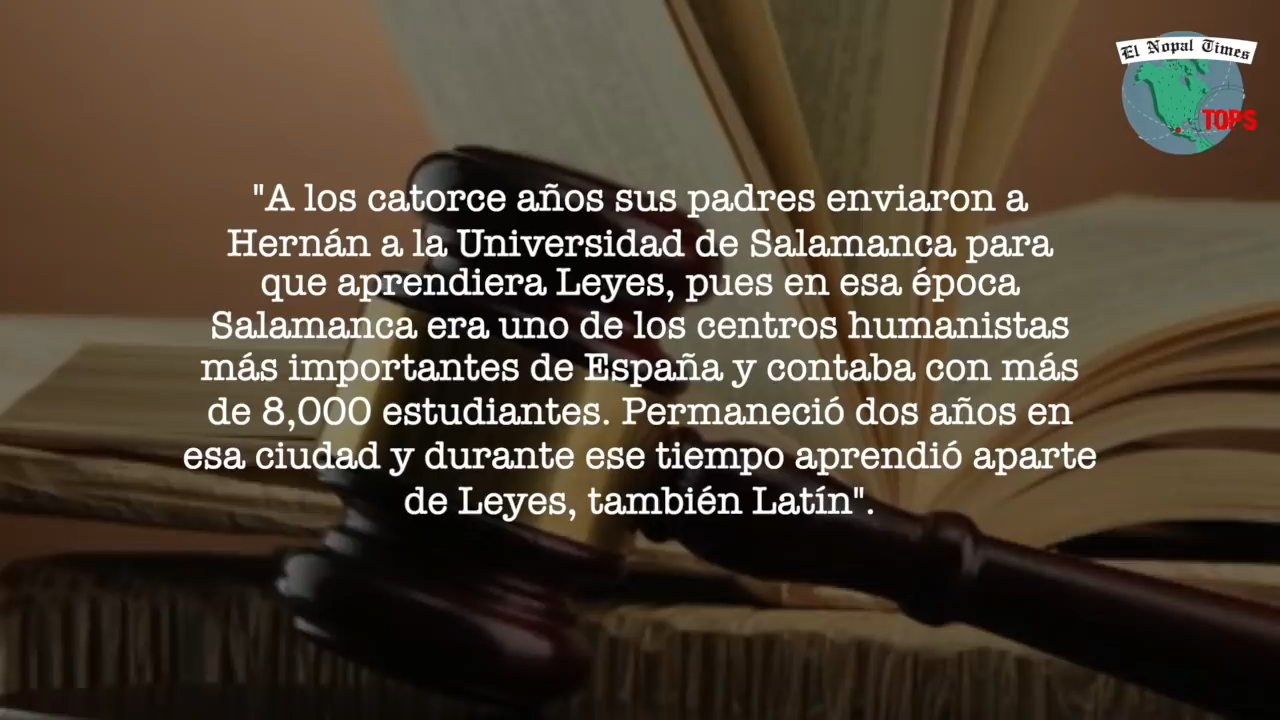 El Nopal Times
TOPS
"A los catorce años sus padres enviaron a
Hernán a la Universidad de Salamanca para
que aprendiera Leyes, pues en esa época
Salamanca era uno de los centros humanistas
más importantes de España y contaba con más
de 8,000 estudiantes. Permaneció dos años en
esa ciudad y durante ese tiempo aprendió aparte
de Leyes, también Latín".